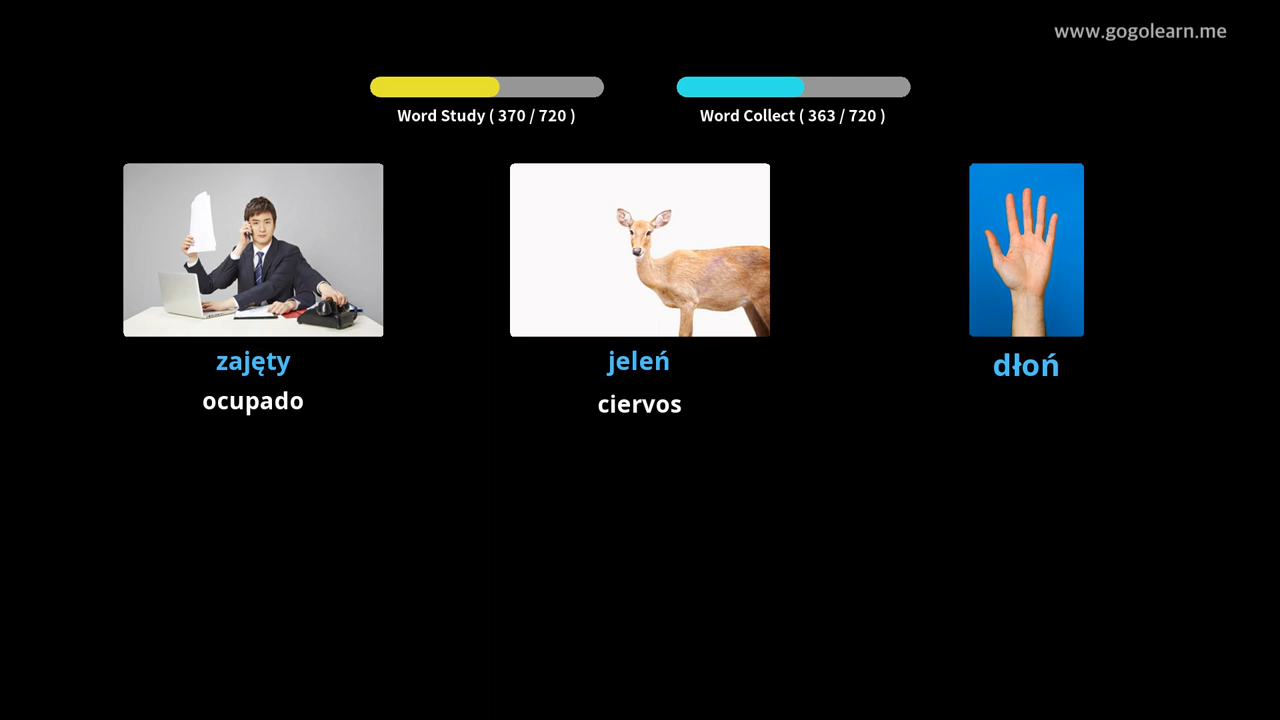 www.gogolearn.me
Word Study ( 370 / 720 )
Word Collect ( 363 / 720 )
zajęty
jeleń
dłoń
ocupado
ciervos